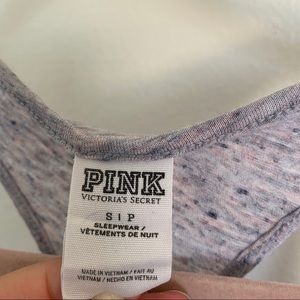 PINK
VICTORIA'S SECRET
S | P
SLEEPWEAR /
VÊTEMENTS DE NUIT
MADE IN VIETNAM / FAIT AU
VIETNAM / HECHO EN VIETNAM